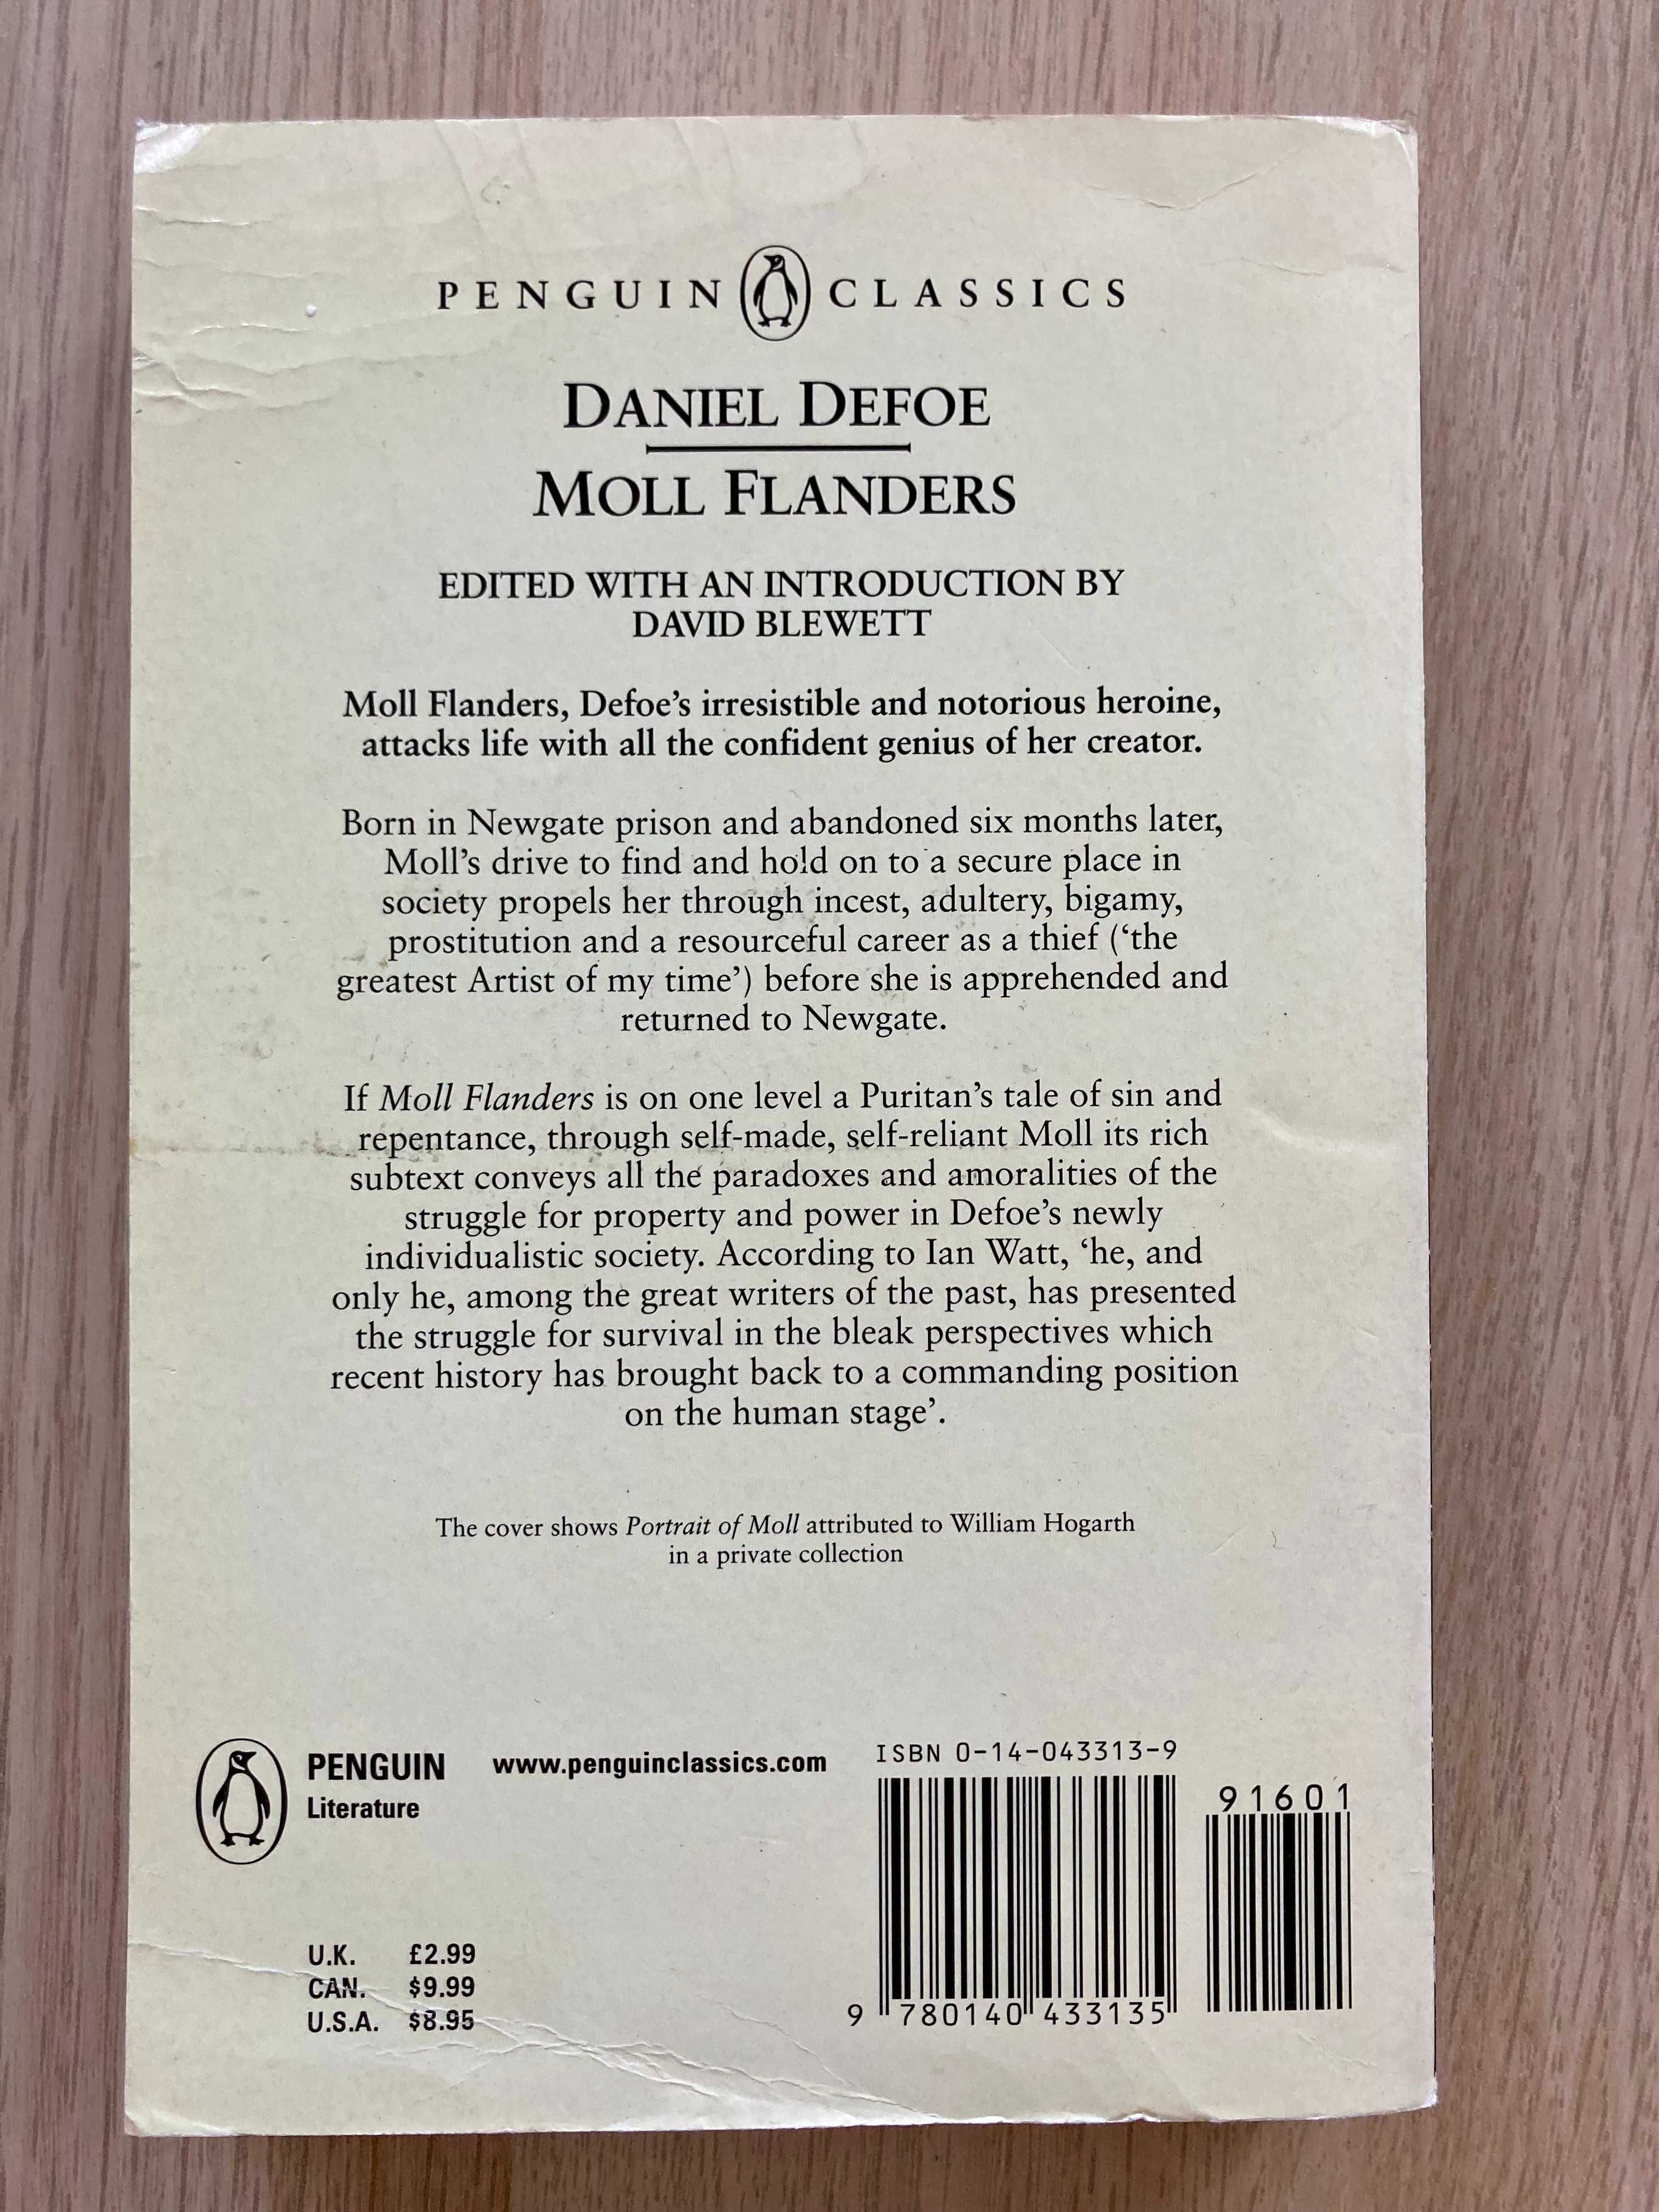 PENGUIN CLASSICS
DANIEL DEFOE
MOLL FLANDERS
EDITED WITH AN INTRODUCTION BY
DAVID BLEWETT
Moll Flanders, Defoe’s irresistible and notorious heroine,
attacks life with all the confident genius of her creator.
Born in Newgate prison and abandoned six months later,
Moll’s drive to find and hold on to a secure place in
society propels her through incest, adultery, bigamy,
prostitution and a resourceful career as a thief (‘the
greatest Artist of my time’) before she is apprehended and
returned to Newgate.
If Moll Flanders is on one level a Puritan’s tale of sin and
repentance, through self-made, self-reliant Moll its rich
subtext conveys all the paradoxes and amoralities of the
struggle for property and power in Defoe’s newly
individualistic society. According to Ian Watt, ‘he, and
only he, among the great writers of the past, has presented
the struggle for survival in the bleak perspectives which
recent history has brought back to a commanding position
on the human stage’.
The cover shows Portrait of Moll attributed to William Hogarth
in a private collection
PENGUIN
Literature
www.penguinclassics.com
U.K. £2.99
CAN. $9.99
U.S.A. $8.95
ISBN 0-14-043313-9
91601
9 780140 433135